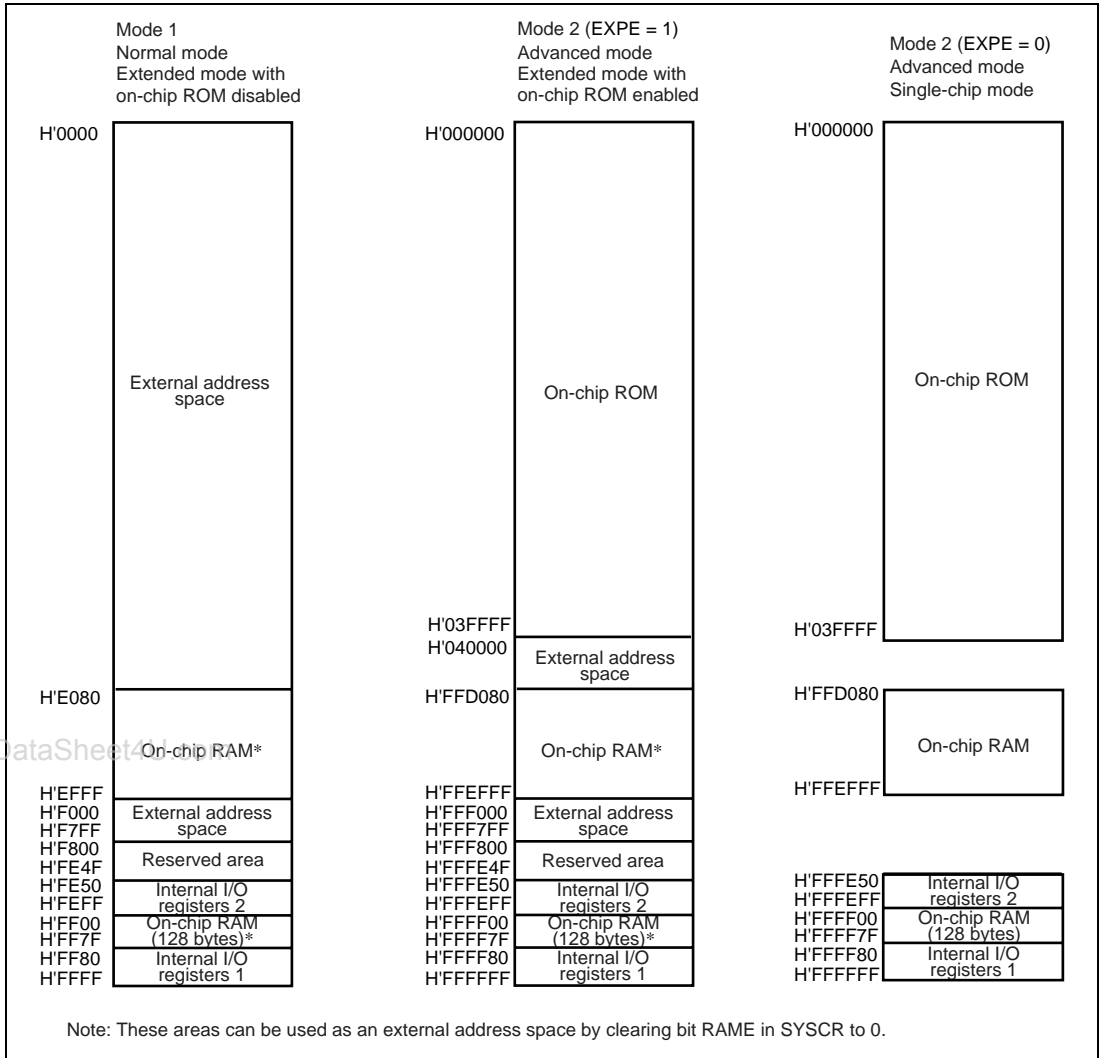 Mode 1
Normal mode
Extended mode with
on-chip ROM disabled
H'0000
External address
space
H'E080
On-chip RAM*
H'EFFF
H'F000
External address
space
H'F7FF
H'F800
Reserved area
H'FE4F
H'FE50
Internal I/O
registers 2
H'FEFF
H'FF00
On-chip RAM
(128 bytes)*
H'FF7F
H'FF80
Internal I/O
registers 1
H'FFFF
Mode 2 (EXPE = 1)
Advanced mode
Extended mode with
on-chip ROM enabled
H'000000
On-chip ROM
H'03FFFF
H'040000
External address
space
H'FFD080
On-chip RAM*
H'FFEFFF
H'FFF000
External address
space
H'FFF7FF
H'FFF800
Reserved area
H'FFFE4F
H'FFFE50
Internal I/O
registers 2
H'FFFEFF
H'FFFF00
On-chip RAM
(128 bytes)*
H'FFFF7F
H'FFFF80
Internal I/O
registers 1
H'FFFFFF
Mode 2 (EXPE = 0)
Advanced mode
Single-chip mode
H'000000
On-chip ROM
H'03FFFF
H'FFD080
On-chip RAM
H'FFEFFF
H'FFFE50
Internal I/O
registers 2
H'FFFEFF
H'FFFF00
On-chip RAM
(128 bytes)
H'FFFF7F
H'FFFF80
Internal I/O
registers 1
H'FFFFFF
DataSheet4U.com
Note: These areas can be used as an external address space by clearing bit RAME in SYSCR to 0.